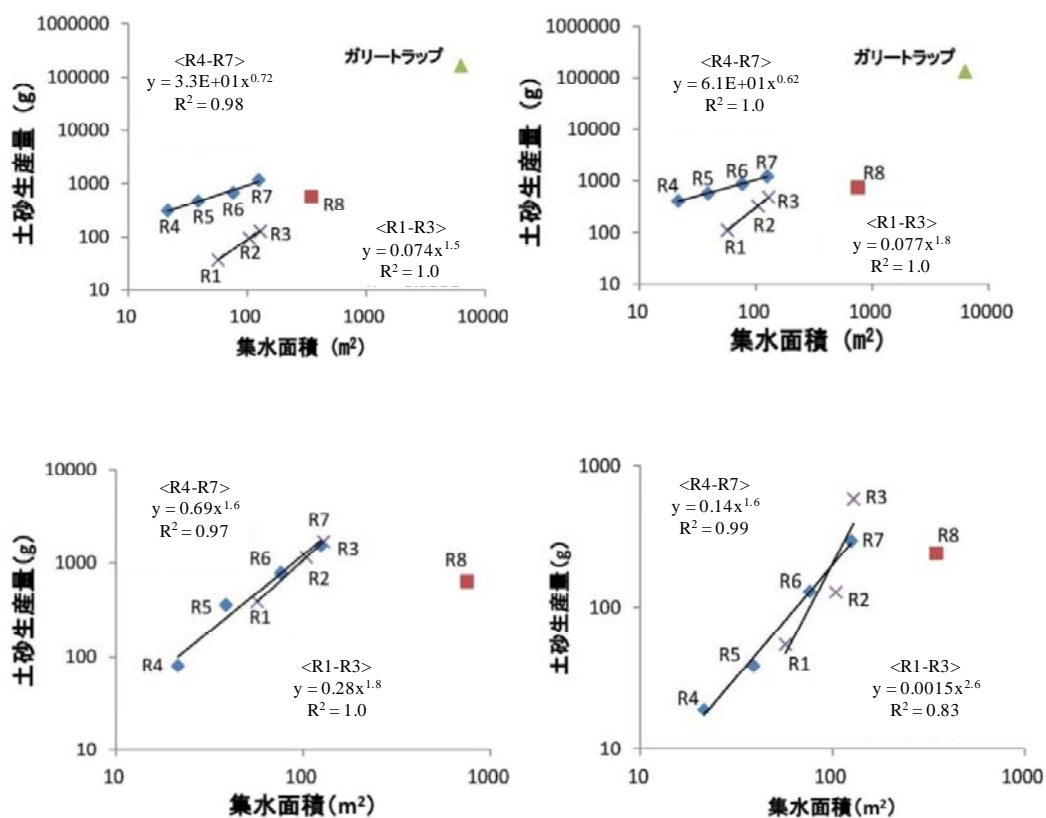 1000000
100000
10000
1000
100
10
土砂生産量 (g)
<R4-R7>
y = 3.3E+01x^0.72
R² = 0.98
ガリートラップ
R4
R5
R6
R7
R8
R1
R2
R3
<R1-R3>
y = 0.074x^1.5
R² = 1.0
10
100
1000
10000
集水面積 (m²)
1000000
100000
10000
1000
100
10
土砂生産量 (g)
<R4-R7>
y = 6.1E+01x^0.62
R² = 1.0
ガリートラップ
R4
R5
R6
R7
R8
R3
R2
R1
<R1-R3>
y = 0.077x^1.8
R² = 1.0
10
100
1000
10000
集水面積 (m²)
10000
1000
100
10
土砂生産量(g)
<R4-R7>
y = 0.69x^1.6
R² = 0.97
R7
R3
R6
R2
R8
R5
R1
R4
<R1-R3>
y = 0.28x^1.8
R² = 1.0
10
100
1000
集水面積(m²)
1000
100
10
土砂生産量(g)
<R4-R7>
y = 0.14x^1.6
R² = 0.99
R3
R7
R8
R6
R2
R5
R1
R4
<R1-R3>
y = 0.0015x^2.6
R² = 0.83
10
100
1000
集水面積(m²)